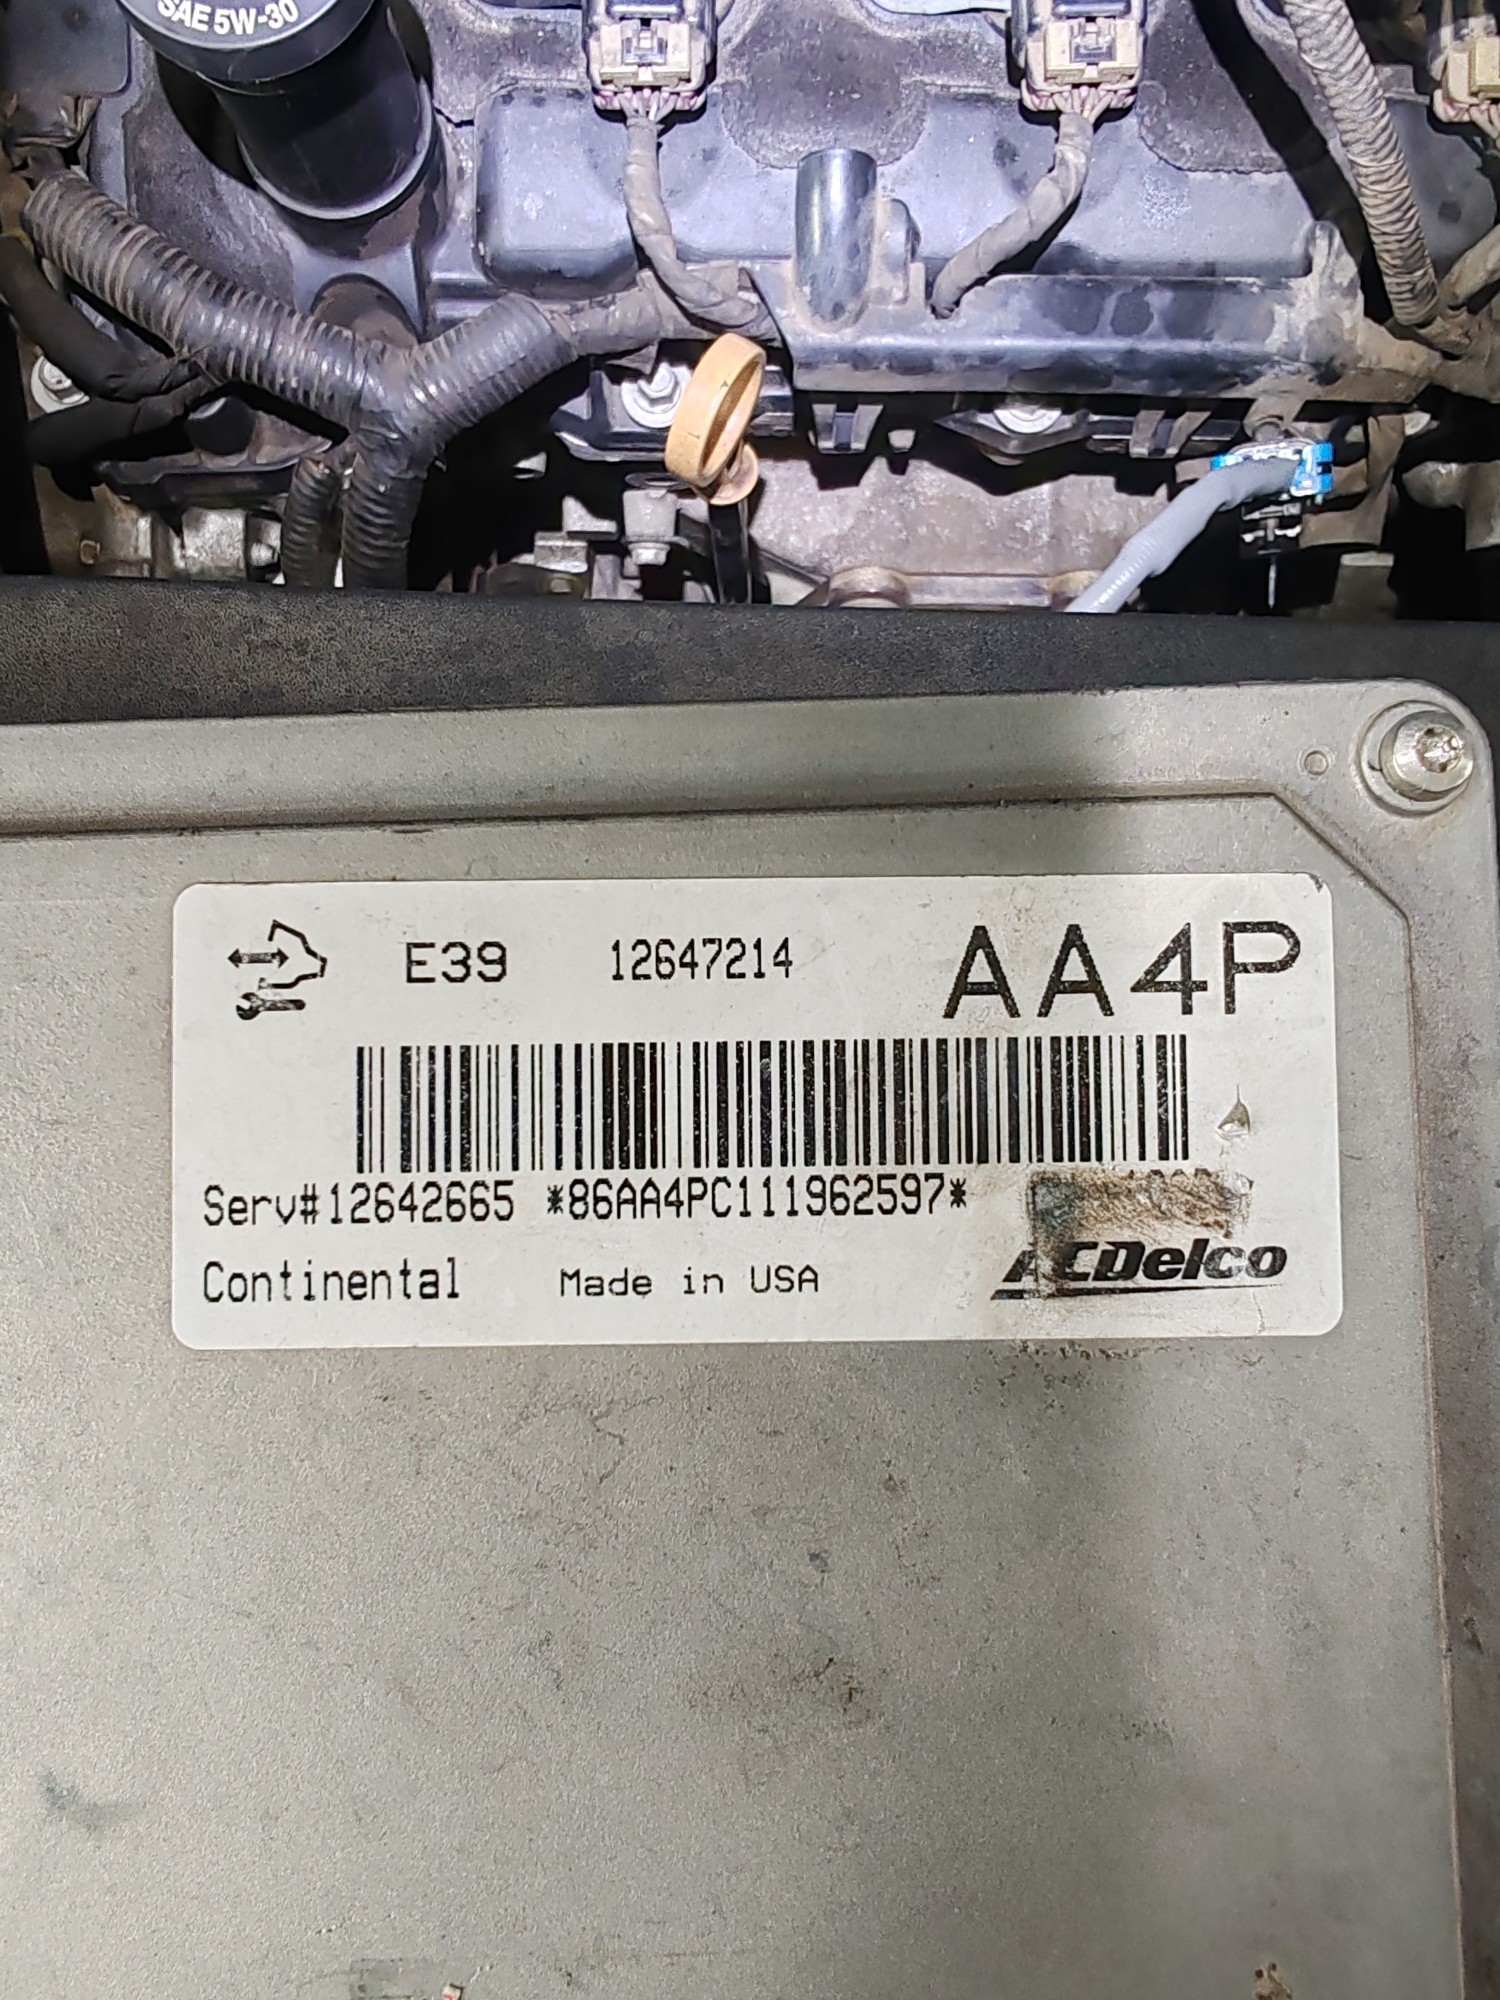 SAE 5W-30
E39 12647214 AA4P
Serv#12642665 *86AA4PC111962597*
Continental Made in USA ACDelco